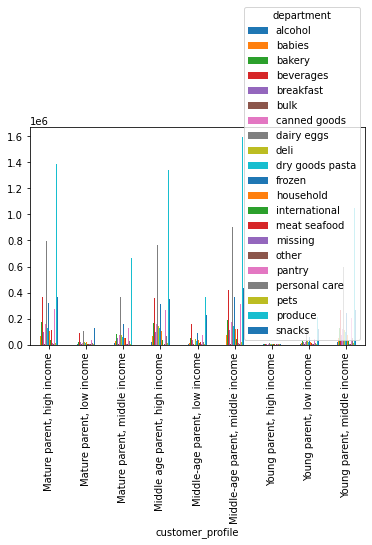 department
alcohol
babies
bakery
beverages
breakfast
bulk
canned goods
dairy eggs
deli
dry goods pasta
frozen
household
international
meat seafood
missing
other
pantry
personal care
pets
produce
snacks
1e6
1.6
1.4
1.2
1.0
0.8
0.6
0.4
0.2
0.0
Mature parent, high income
Mature parent, low income
Mature parent, middle income
Middle age parent, high income
Middle-age parent, low income
Middle-age parent, middle income
Young parent, high income
Young parent, low income
Young parent, middle income
customer_profile